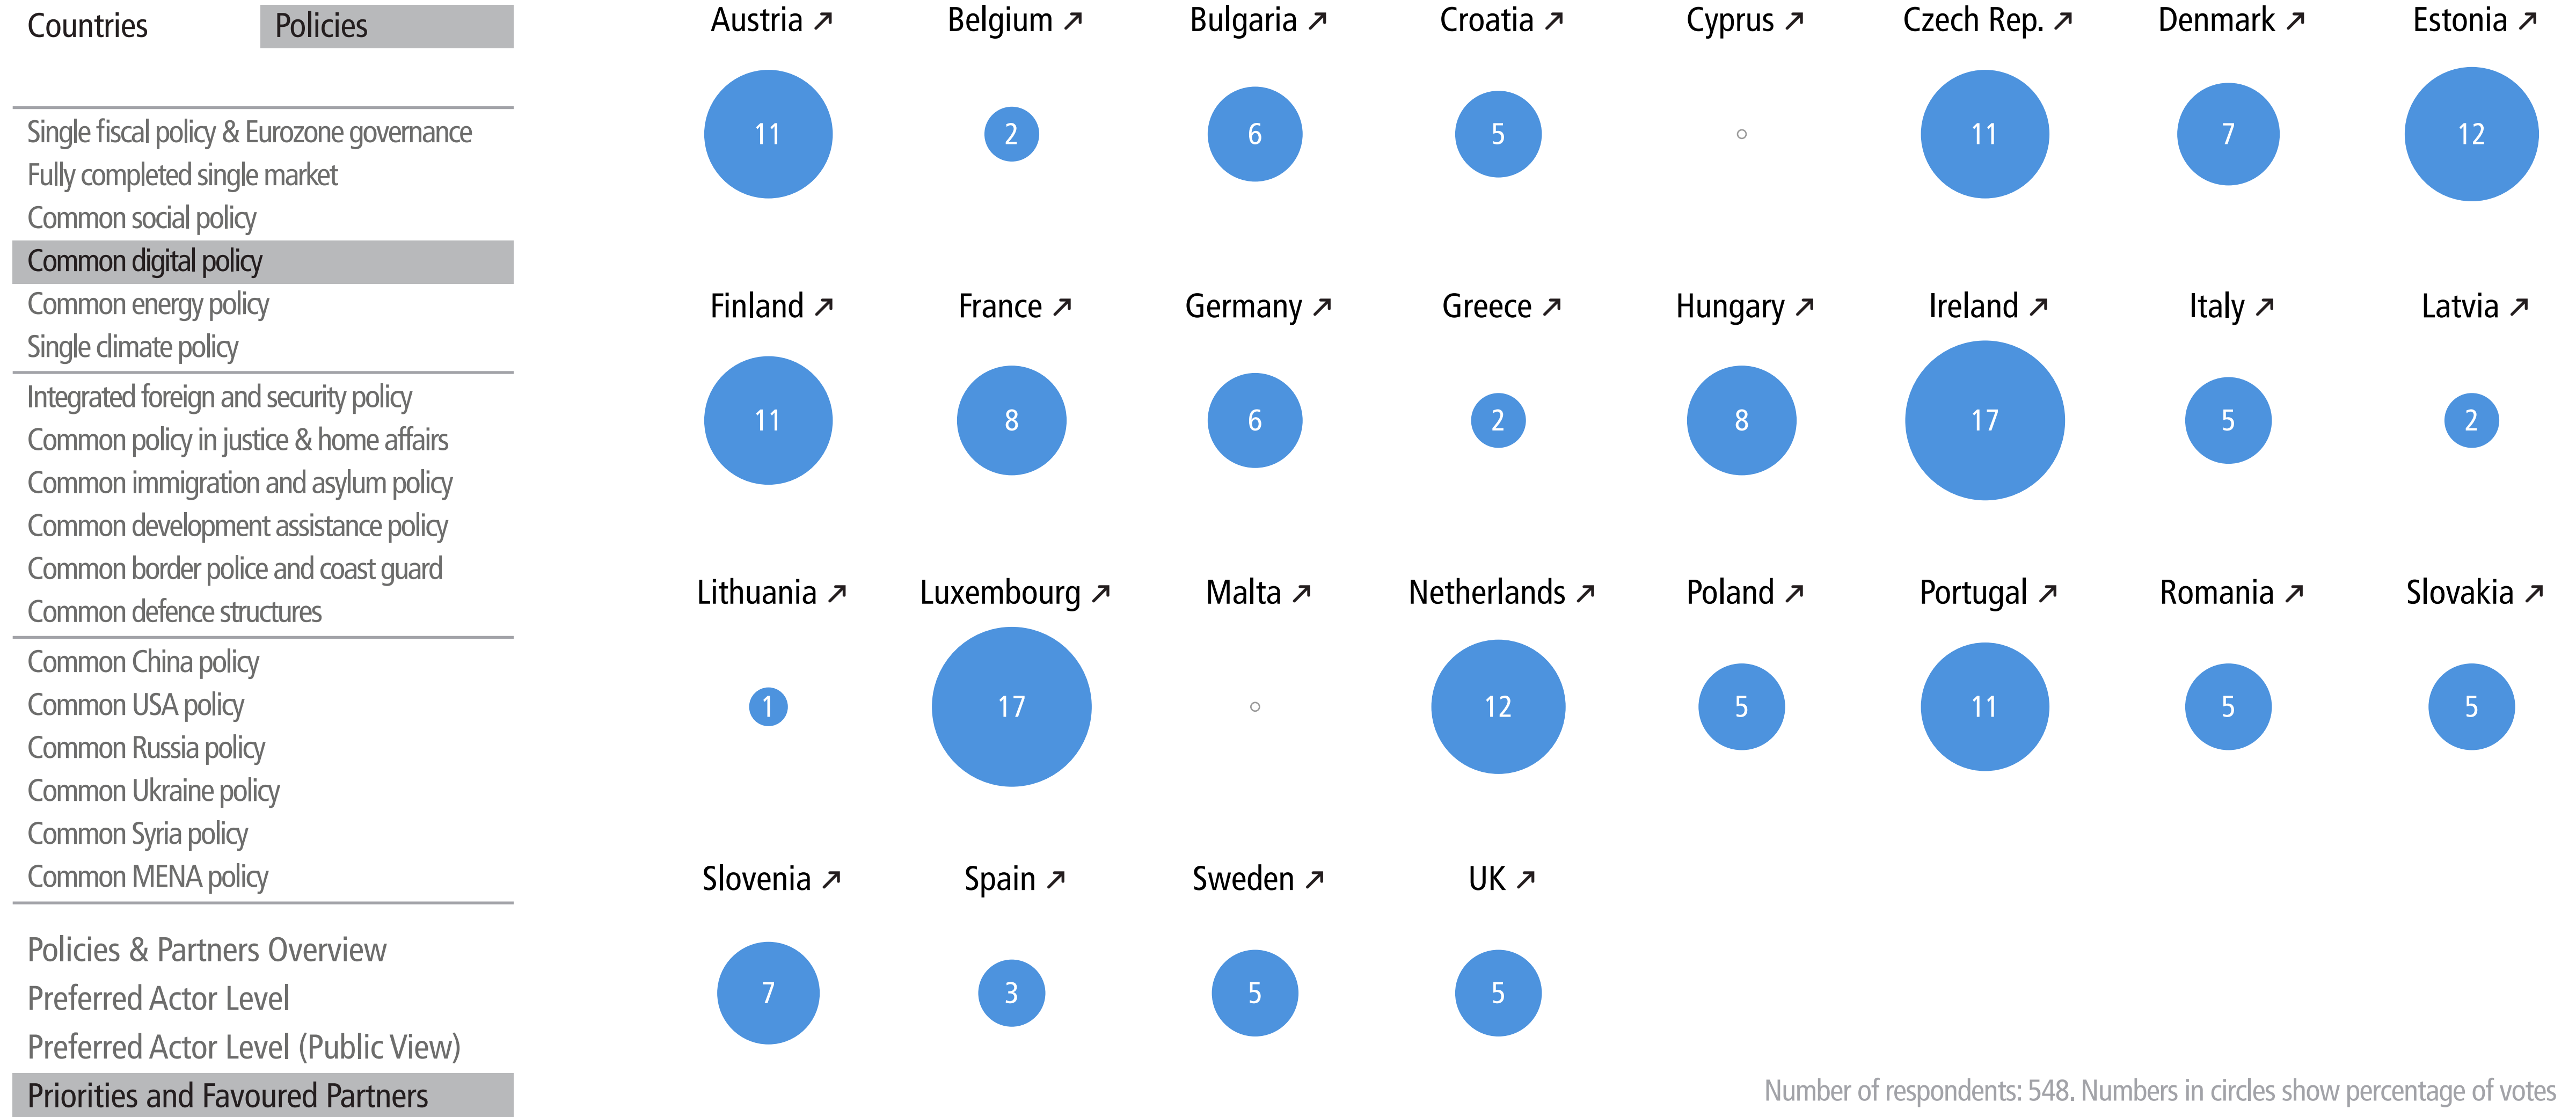 Countries
Policies
Single fiscal policy & Eurozone governance
Fully completed single market
Common social policy
Common digital policy
Common energy policy
Single climate policy
Integrated foreign and security policy
Common policy in justice & home affairs
Common immigration and asylum policy
Common development assistance policy
Common border police and coast guard
Common defence structures
Common China policy
Common USA policy
Common Russia policy
Common Ukraine policy
Common Syria policy
Common MENA policy
Policies & Partners Overview
Preferred Actor Level
Preferred Actor Level (Public View)
Priorities and Favoured Partners
Austria ↗ Belgium ↗ Bulgaria ↗ Croatia ↗ Cyprus ↗ Czech Rep. ↗ Denmark ↗ Estonia ↗
11 2 6 5 11 7 12
Finland ↗ France ↗ Germany ↗ Greece ↗ Hungary ↗ Ireland ↗ Italy ↗ Latvia ↗
11 8 6 2 8 17 5 2
Lithuania ↗ Luxembourg ↗ Malta ↗ Netherlands ↗ Poland ↗ Portugal ↗ Romania ↗ Slovakia ↗
1 17 12 5 11 5 5
Slovenia ↗ Spain ↗ Sweden ↗ UK ↗
7 3 5 5
Number of respondents: 548. Numbers in circles show percentage of votes